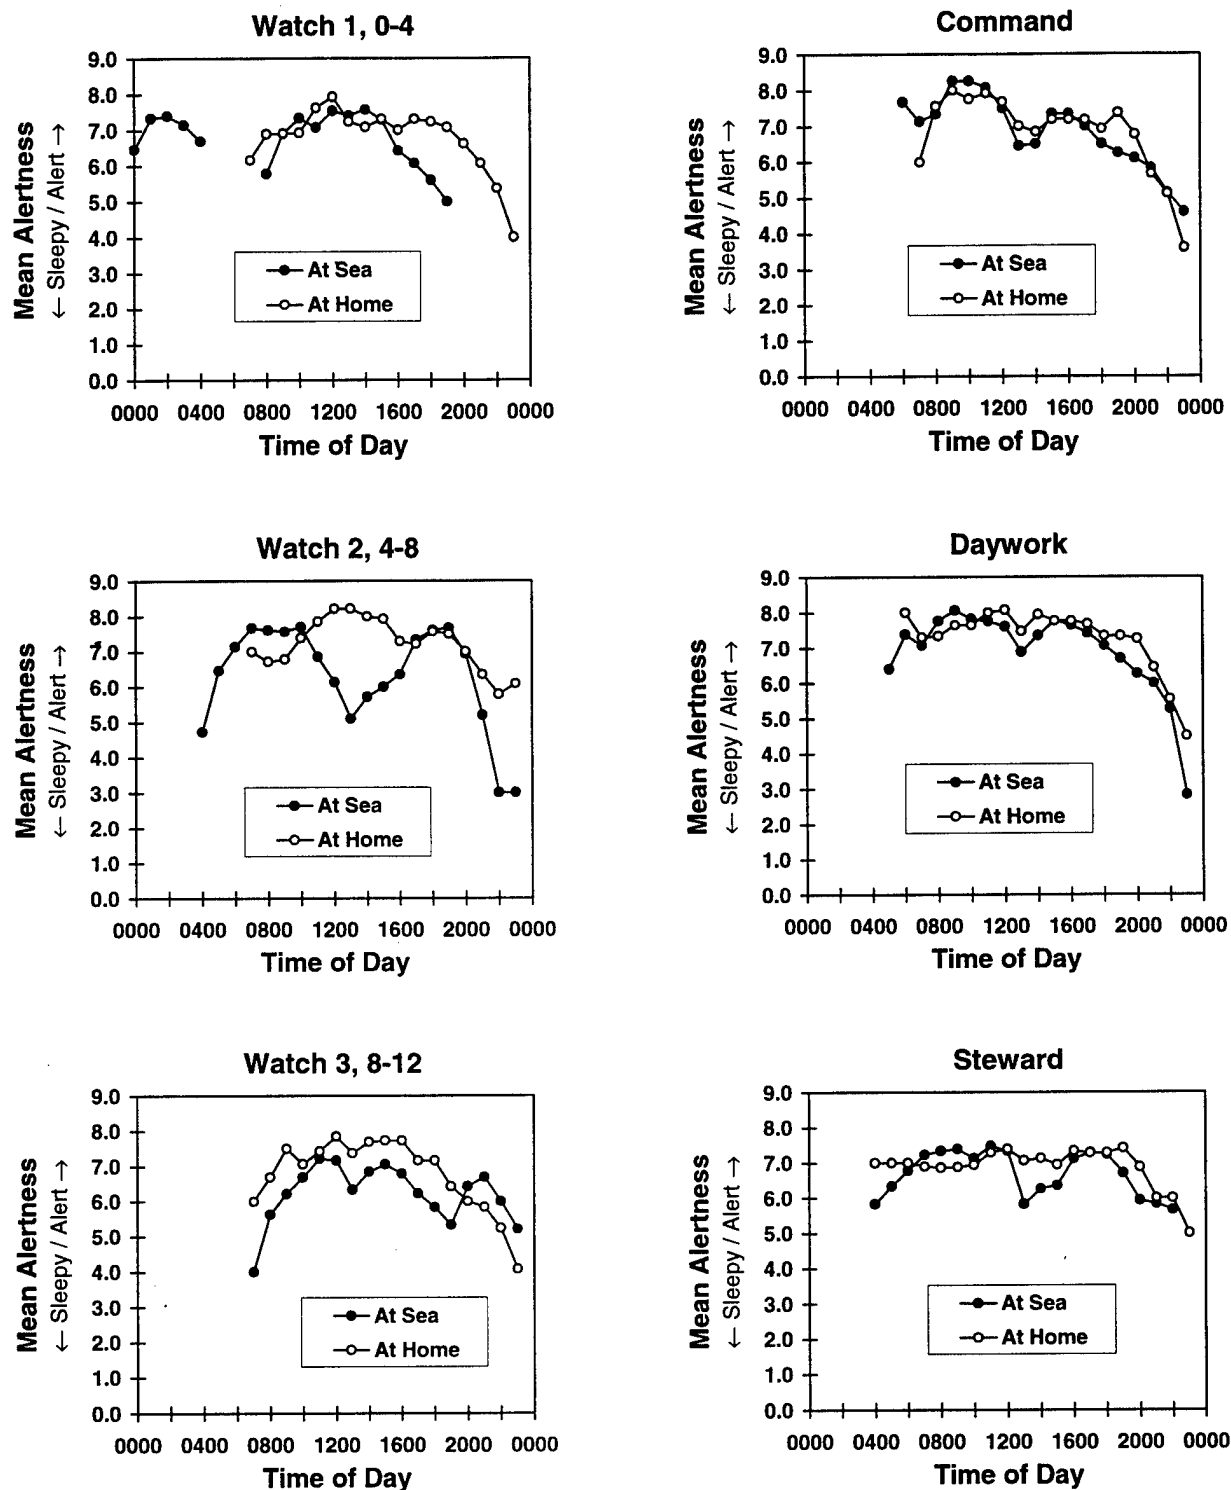 Watch 1, 0-4
Mean Alertness
← Sleepy / Alert →
9.0
8.0
7.0
6.0
5.0
4.0
3.0
2.0
1.0
0.0
At Sea
At Home
0000 0400 0800 1200 1600 2000 0000
Time of Day
Command
Mean Alertness
← Sleepy / Alert →
9.0
8.0
7.0
6.0
5.0
4.0
3.0
2.0
1.0
0.0
At Sea
At Home
0000 0400 0800 1200 1600 2000 0000
Time of Day
Watch 2, 4-8
Mean Alertness
← Sleepy / Alert →
9.0
8.0
7.0
6.0
5.0
4.0
3.0
2.0
1.0
0.0
At Sea
At Home
0000 0400 0800 1200 1600 2000 0000
Time of Day
Daywork
Mean Alertness
← Sleepy / Alert →
9.0
8.0
7.0
6.0
5.0
4.0
3.0
2.0
1.0
0.0
At Sea
At Home
0000 0400 0800 1200 1600 2000 0000
Time of Day
Watch 3, 8-12
Mean Alertness
← Sleepy / Alert →
9.0
8.0
7.0
6.0
5.0
4.0
3.0
2.0
1.0
0.0
At Sea
At Home
0000 0400 0800 1200 1600 2000 0000
Time of Day
Steward
Mean Alertness
← Sleepy / Alert →
9.0
8.0
7.0
6.0
5.0
4.0
3.0
2.0
1.0
0.0
At Sea
At Home
0000 0400 0800 1200 1600 2000 0000
Time of Day